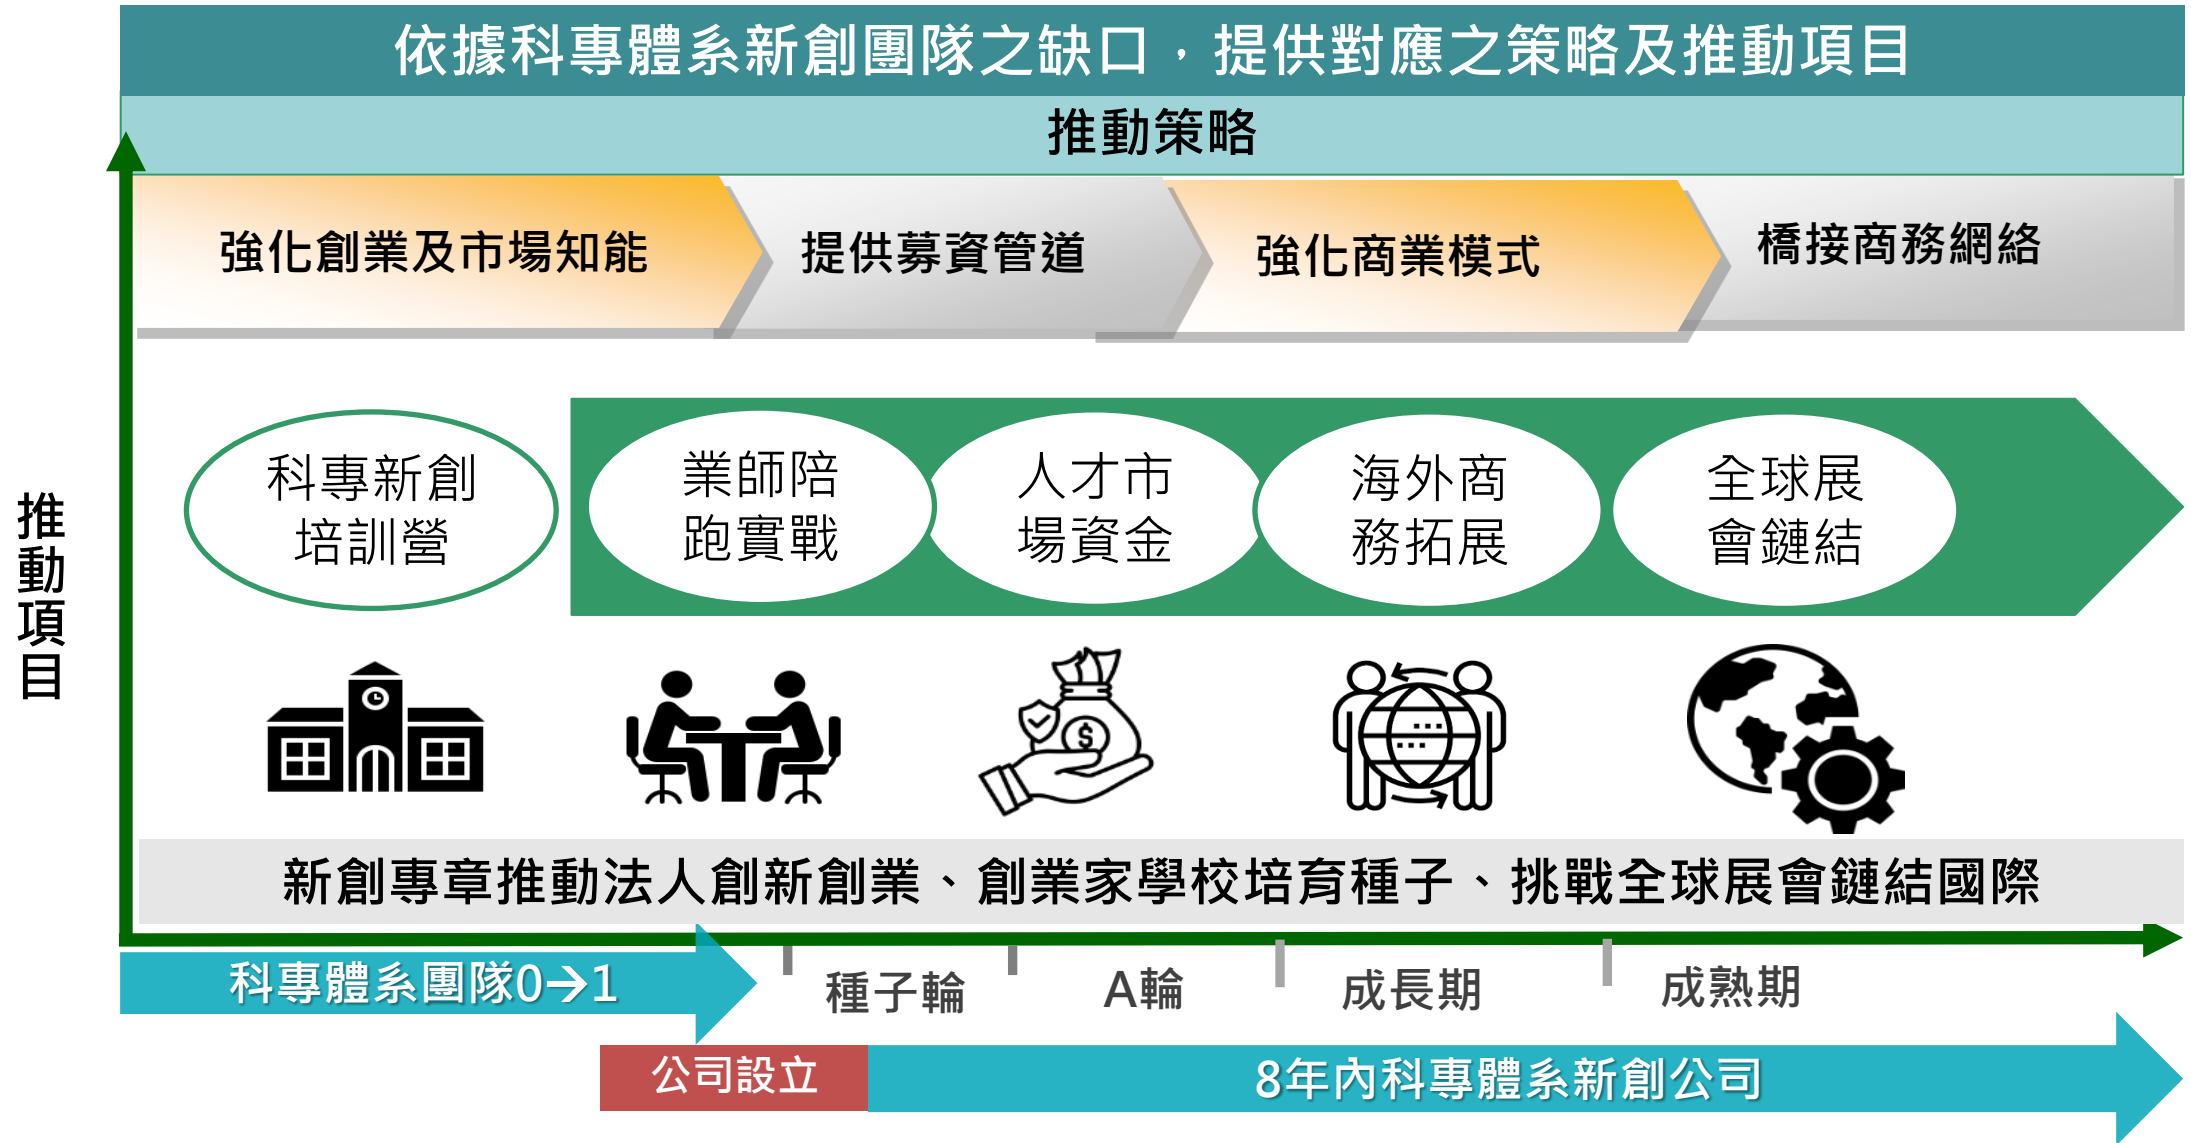 依據科專體系新創團隊之缺口，提供對應之策略及推動項目
推動策略
強化創業及市場知能
提供募資管道
強化商業模式
橋接商務網絡
推動項目
科專新創
培訓營
業師陪
跑實戰
人才市
場資金
海外商
務拓展
全球展
會鏈結
$
新創專章推動法人創新創業、創業家學校培育種子、挑戰全球展會鏈結國際
科專體系團隊0→1
種子輪
A輪
成長期
成熟期
公司設立
8年內科專體系新創公司